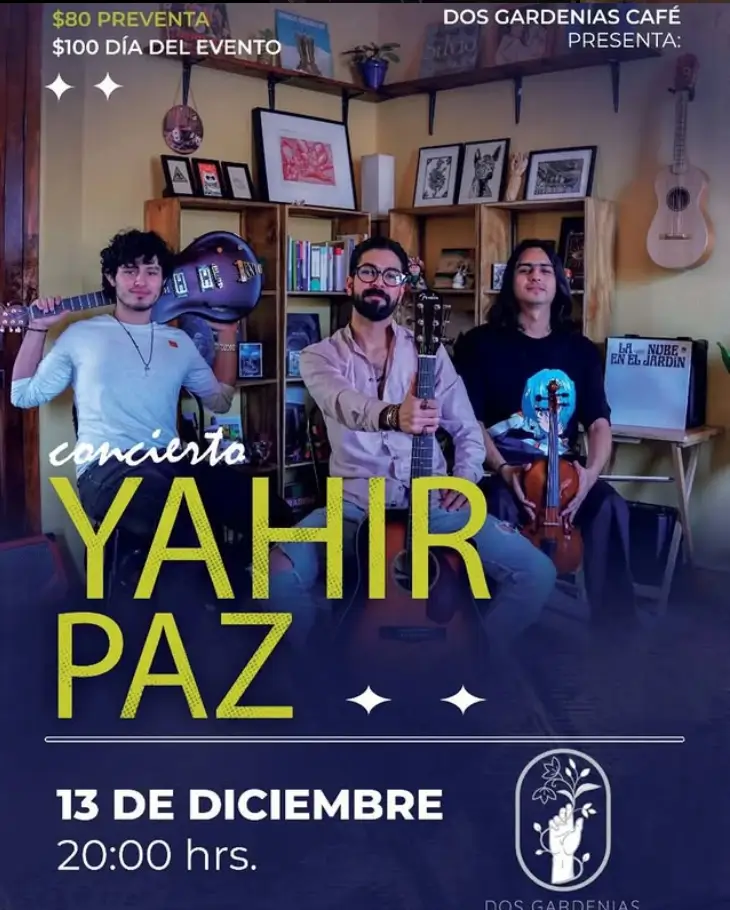 $80 PREVENTA
$100 DÍA DEL EVENTO
DOS GARDENIAS CAFÉ
PRESENTA:
LA NUBE
EN EL JARDÍN
concierto
YAHIR
PAZ
13 DE DICIEMBRE
20:00 hrs.
DOS GARDENIAS